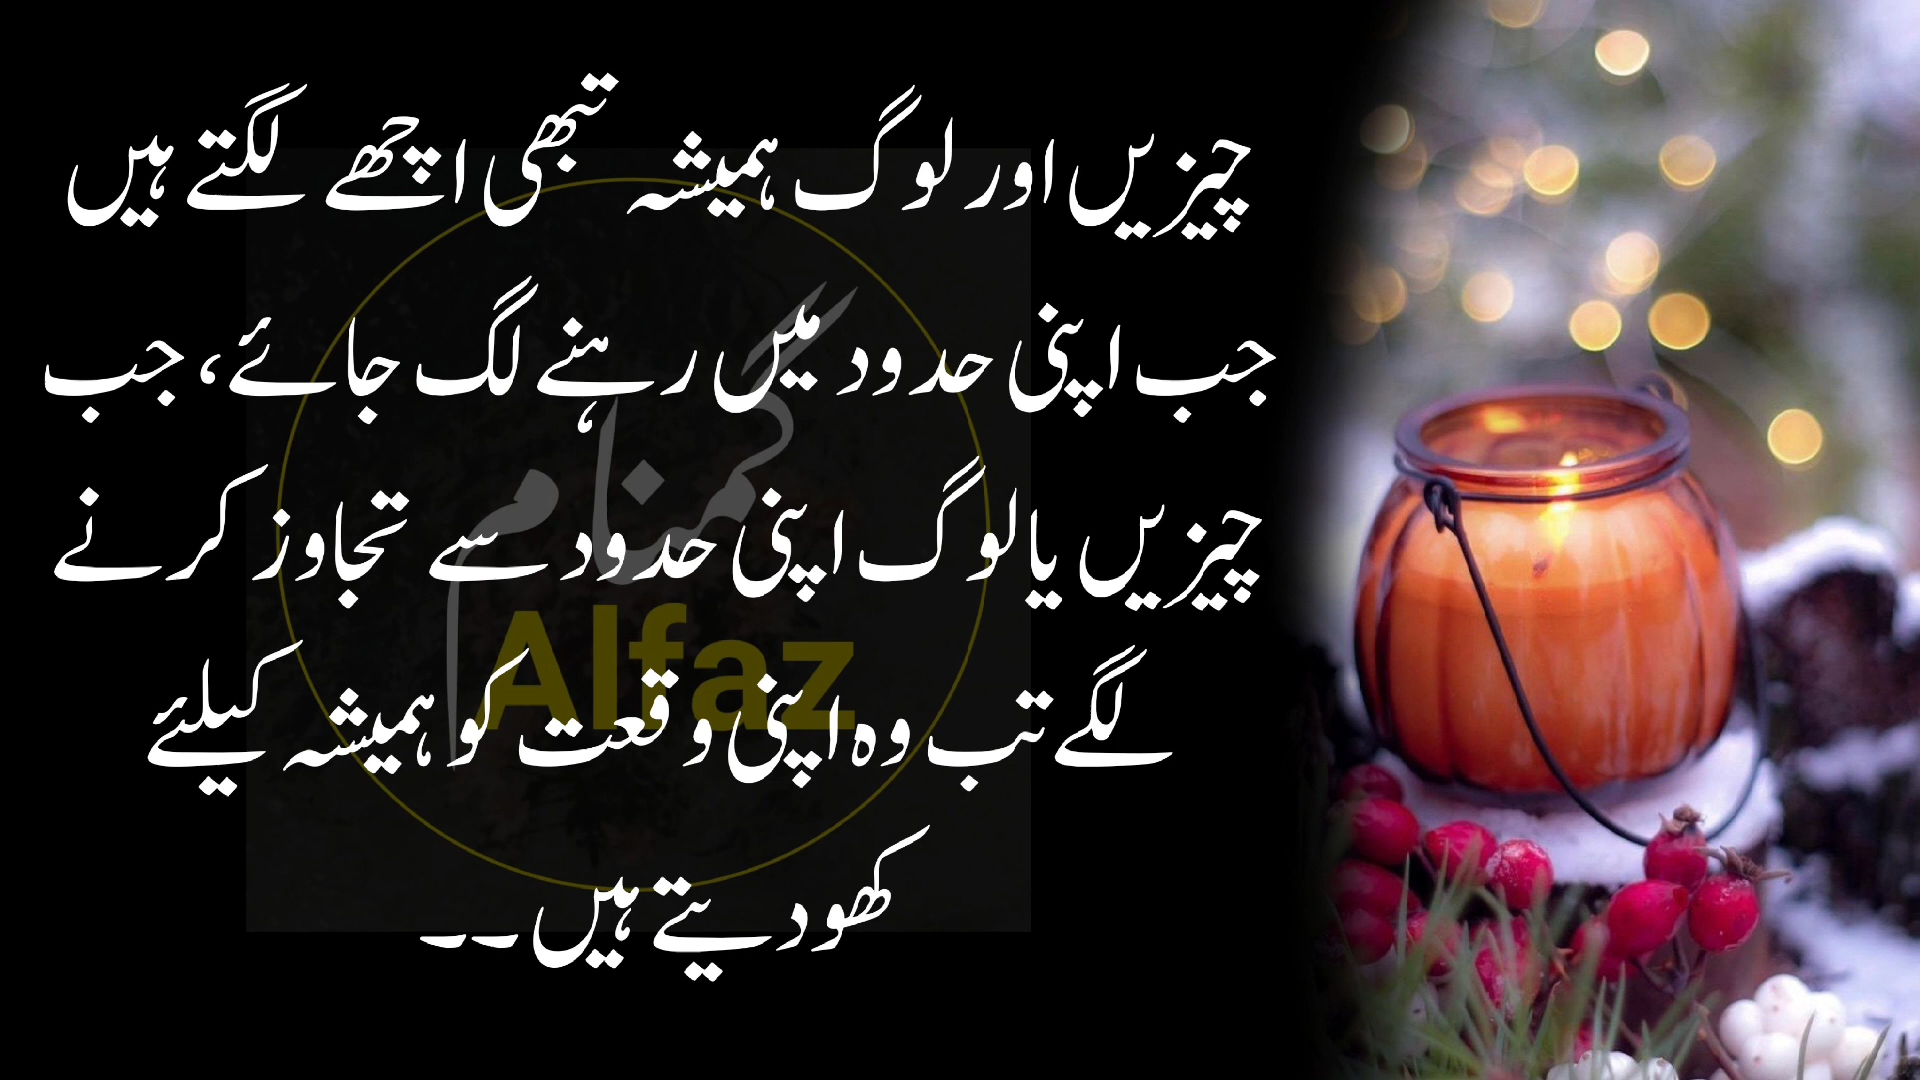 چیزیں اور لوگ ہمیشہ تبھی اچھے لگتے ہیں
جب اپنی حدود میں رہنے لگ جائے، جب
چیزیں یا لوگ اپنی حدود سے تجاوز کرنے
لگے تب وہ اپنی وقعت کو ہمیشہ کیلئے
کھو دیتے ہیں۔۔
گمنام
Alfaz